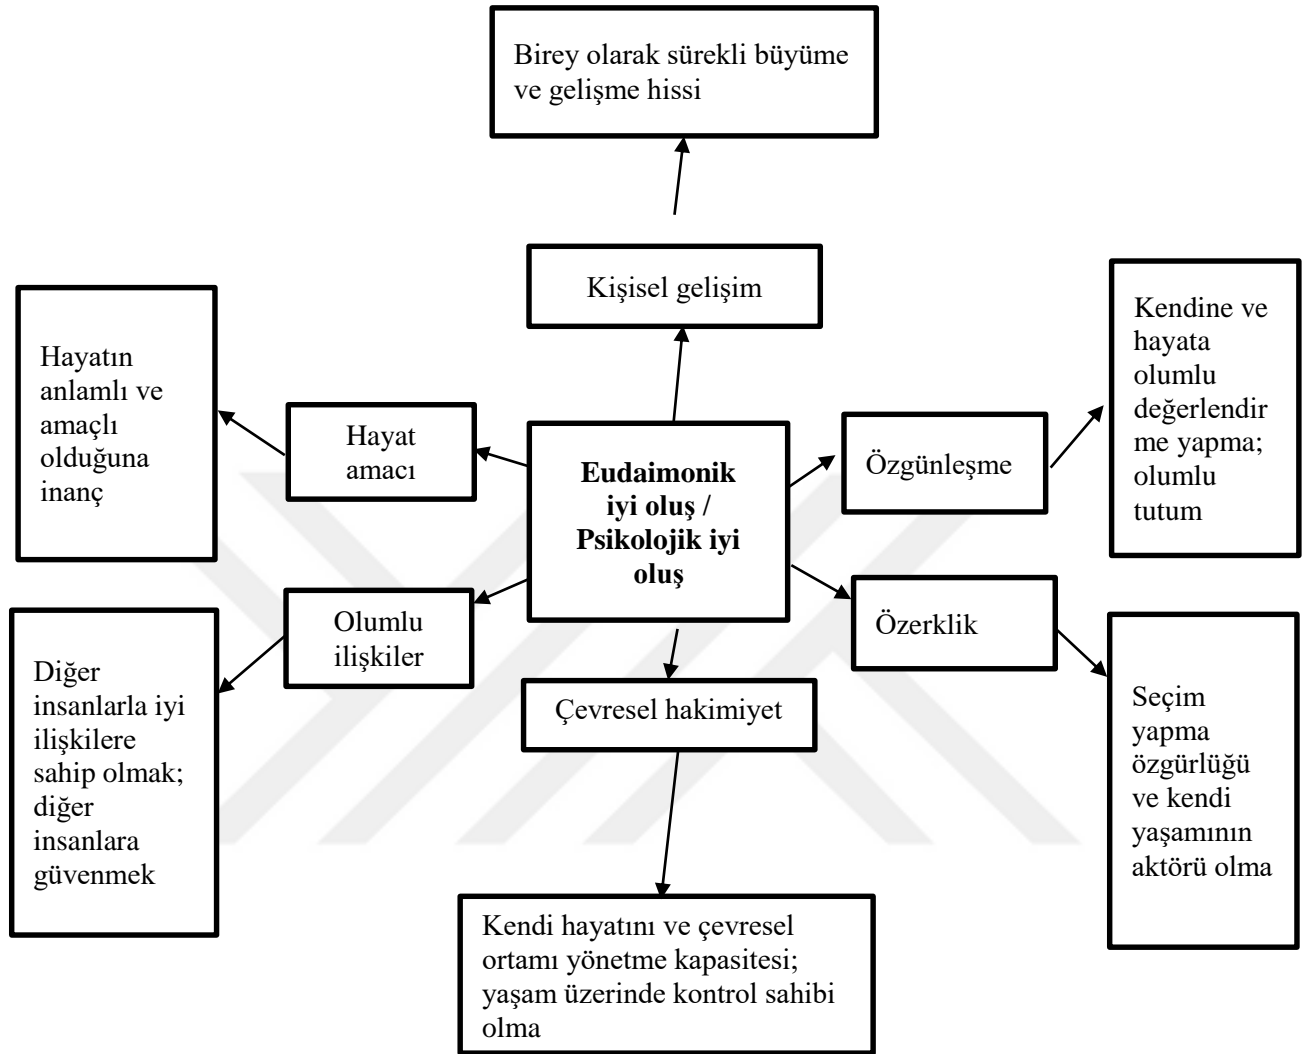 Birey olarak sürekli büyüme
ve gelişme hissi
Kişisel gelişim
Hayatın
anlamlı ve
amaçlı
olduğuna
inanç
Hayat
amacı
Eudaimonik
iyi oluş /
Psikolojik iyi
oluş
Özgünleşme
Kendine ve
hayata
olumlu
değerlendir
me yapma;
olumlu
tutum
Diğer
insanlarla iyi
ilişkilere
sahip olmak;
diğer
insanlara
güvenmek
Olumlu
ilişkiler
Çevresel hakimiyet
Özerklik
Seçim
yapma
özgürlüğü
ve kendi
yaşamının
aktörü olma
Kendi hayatını ve çevresel
ortamı yönetme kapasitesi;
yaşam üzerinde kontrol sahibi
olma